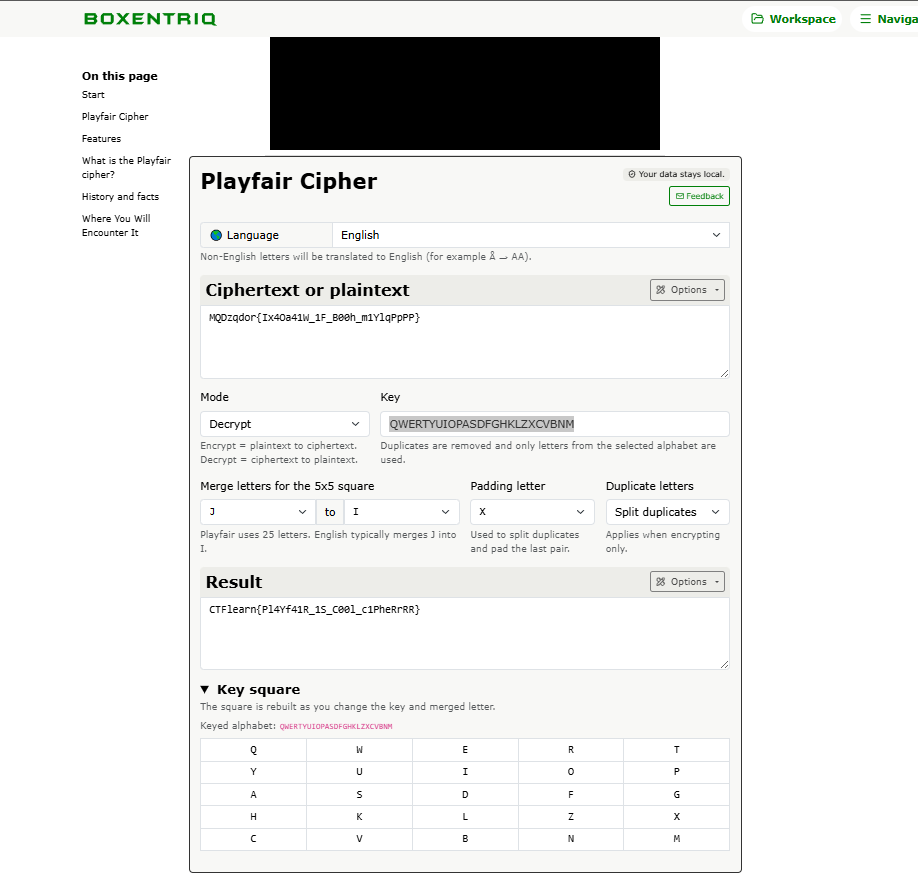 BOXENTRIQ
Workspace
Naviga
On this page
Start
Playfair Cipher
Features
What is the Playfair
cipher?
History and facts
Where You Will
Encounter It
Playfair Cipher
Your data stays local.
Feedback
Language
English
Non-English letters will be translated to English (for example Å → AA).
Ciphertext or plaintext
Options
MQDzqdor{Ix4Oa41W_1F_B00h_m1YlqPpPP}
Mode
Key
Decrypt
QWERTYUIOPASDFGHKLZXCVBNM
Encrypt = plaintext to ciphertext.
Decrypt = ciphertext to plaintext.
Duplicates are removed and only letters from the selected alphabet are
used.
Merge letters for the 5x5 square
Padding letter
Duplicate letters
J to I
X
Split duplicates
Playfair uses 25 letters. English typically merges J into
I.
Used to split duplicates
and pad the last pair.
Applies when encrypting
only.
Result
Options
CTFlearn{Pl4Yf41R_1S_C00l_c1PheRrRR}
▼ Key square
The square is rebuilt as you change the key and merged letter.
Keyed alphabet: QWERTYUIOPASDFGHKLZXCVBNM
Q W E R T
Y U I O P
A S D F G
H K L Z X
C V B N M